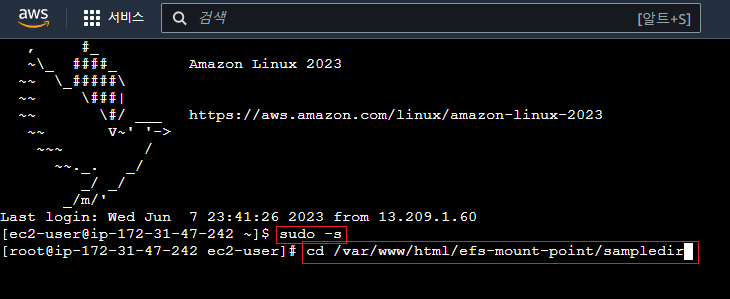 aws 서비스 검색 [알트+S]
   ,     #_
   ~\_  ####_        Amazon Linux 2023
  ~~  \_#####\
  ~~     \###|
  ~~       \#/ ___   https://aws.amazon.com/linux/amazon-linux-2023
   ~~       V~' '->
    ~~~         /
      ~~._.   _/
         _/ _/
       _/m/'
Last login: Wed Jun  7 23:41:26 2023 from 13.209.1.60
[ec2-user@ip-172-31-47-242 ~]$ sudo -s
[root@ip-172-31-47-242 ec2-user]# cd /var/www/html/efs-mount-point/sampledir